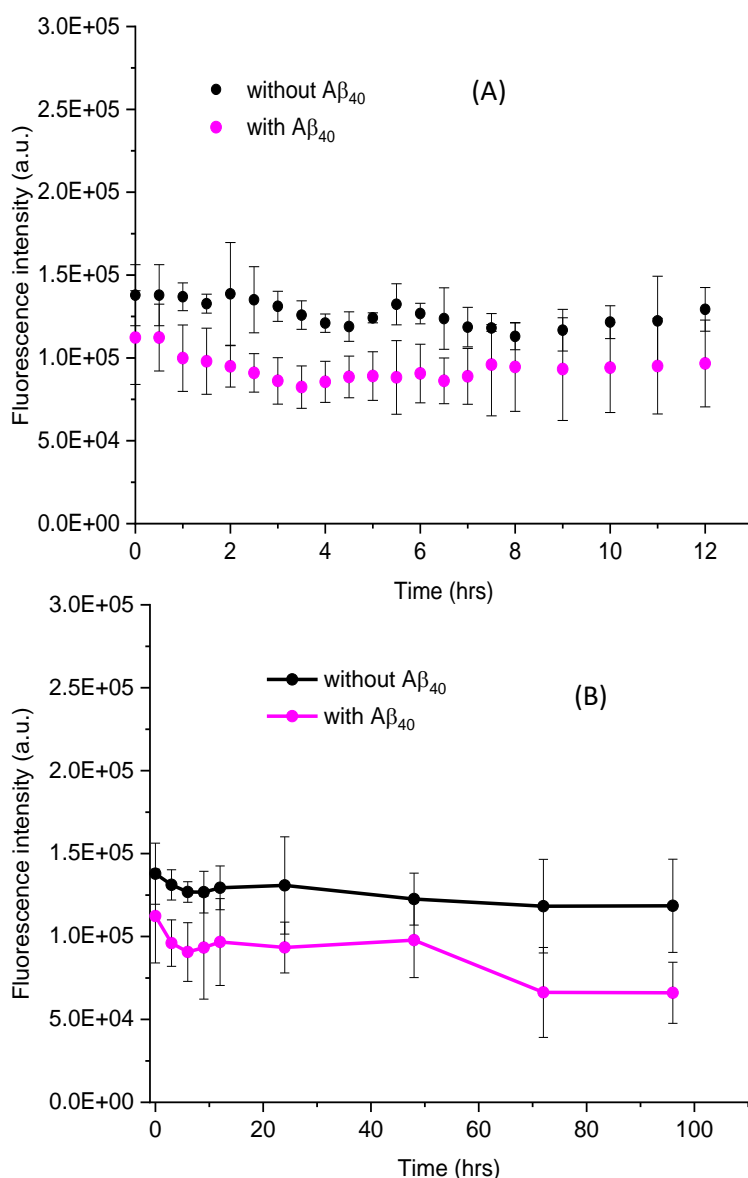 3.0E+05
without Aβ40 (A)
with Aβ40
2.5E+05
2.0E+05
1.5E+05
1.0E+05
5.0E+04
0.0E+00
Fluorescence intensity (a.u.)
0 2 4 6 8 10 12
Time (hrs)
3.0E+05
without Aβ40 (B)
with Aβ40
2.5E+05
2.0E+05
1.5E+05
1.0E+05
5.0E+04
0.0E+00
Fluorescence intensity (a.u.)
0 20 40 60 80 100
Time (hrs)